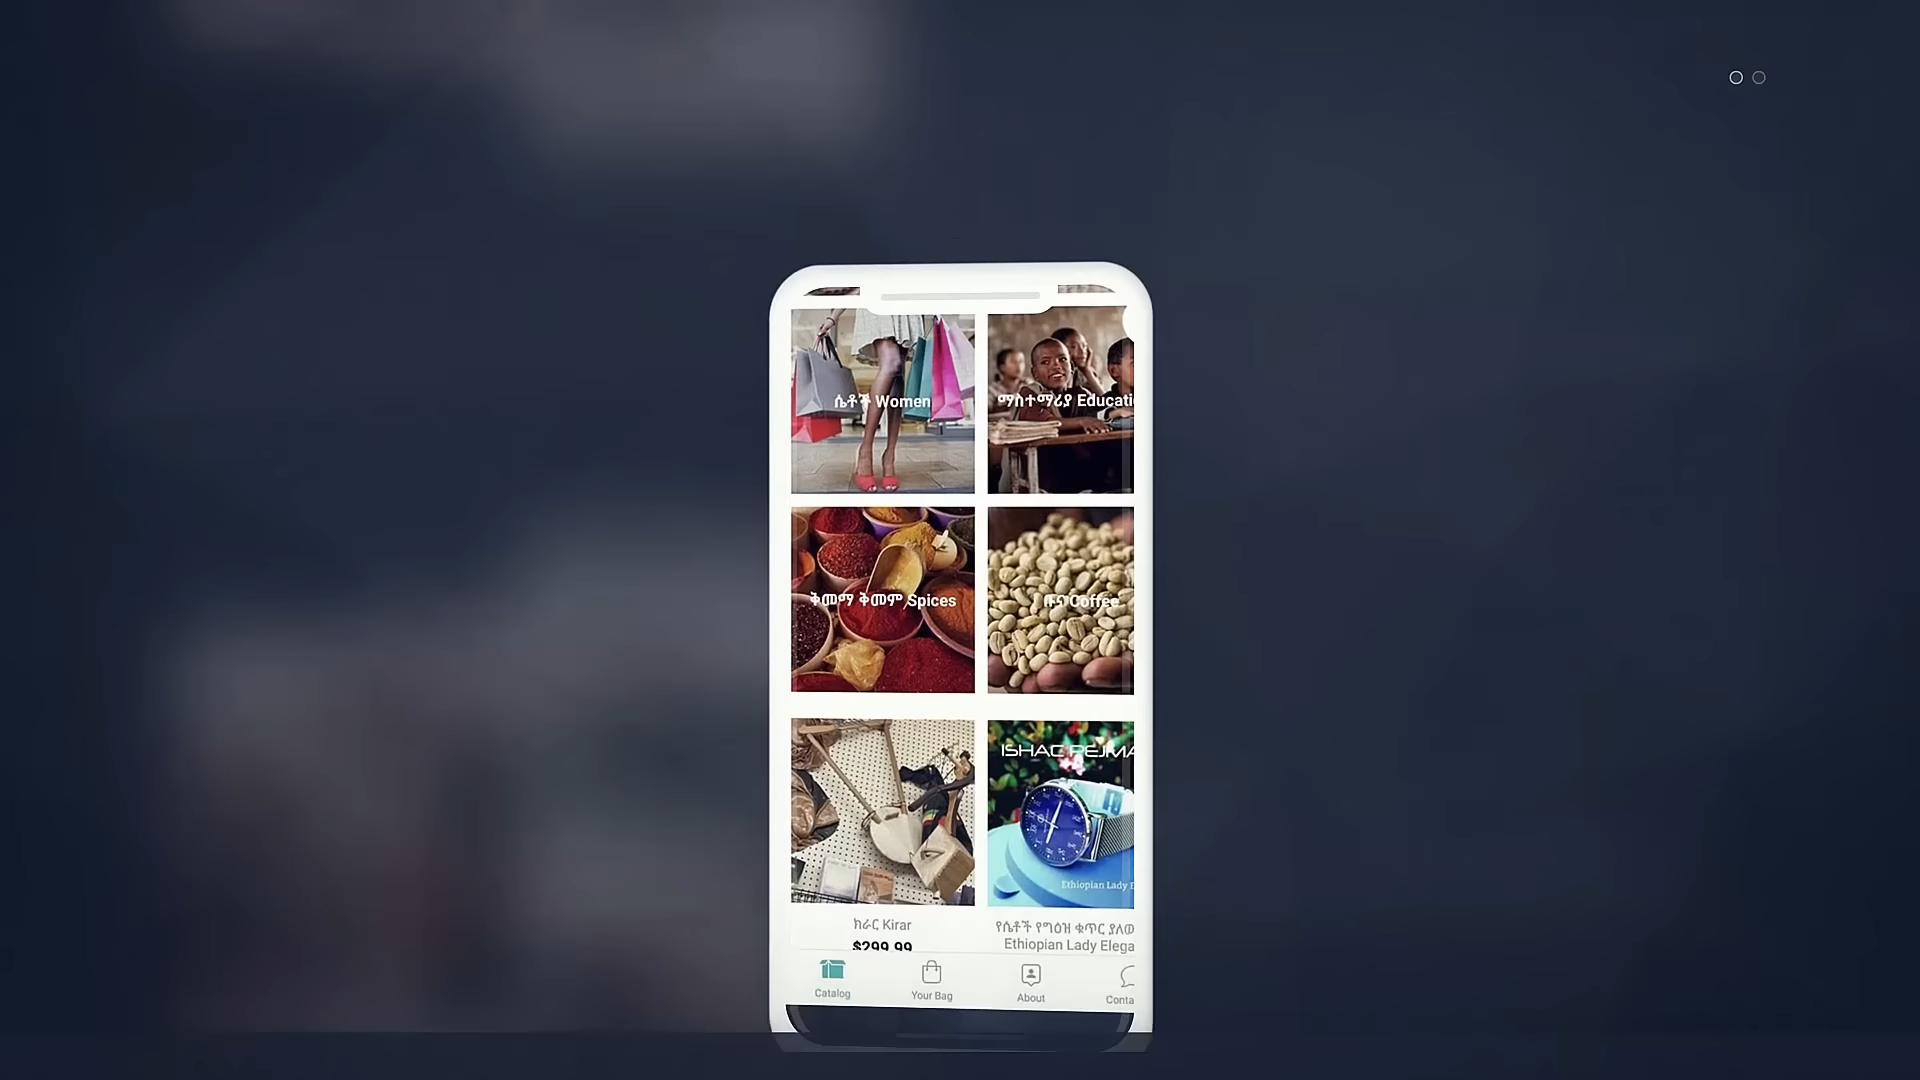 ሴቶች Women
ማስተማሪያ Educati
ቅመማ ቅመም Spices
ቡና Coffee
ISHAC PEJMA
Ethiopian Lady E
ክራር Kirar
$299.99
የሴቶች የግዕዝ ቁጥር ያለው
Ethiopian Lady Elega
Catalog
Your Bag
About
Conta